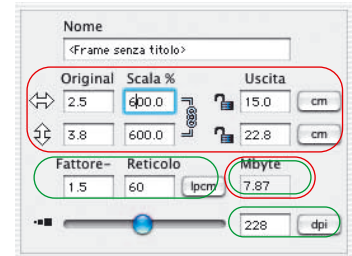 Nome
<Frame senza titolo>
Original Scala % Uscita
2.5 600.0 15.0 cm
3.8 600.0 22.8 cm
Fattore- Reticolo Mbyte
1.5 60 lpcm 7.87
228 dpi